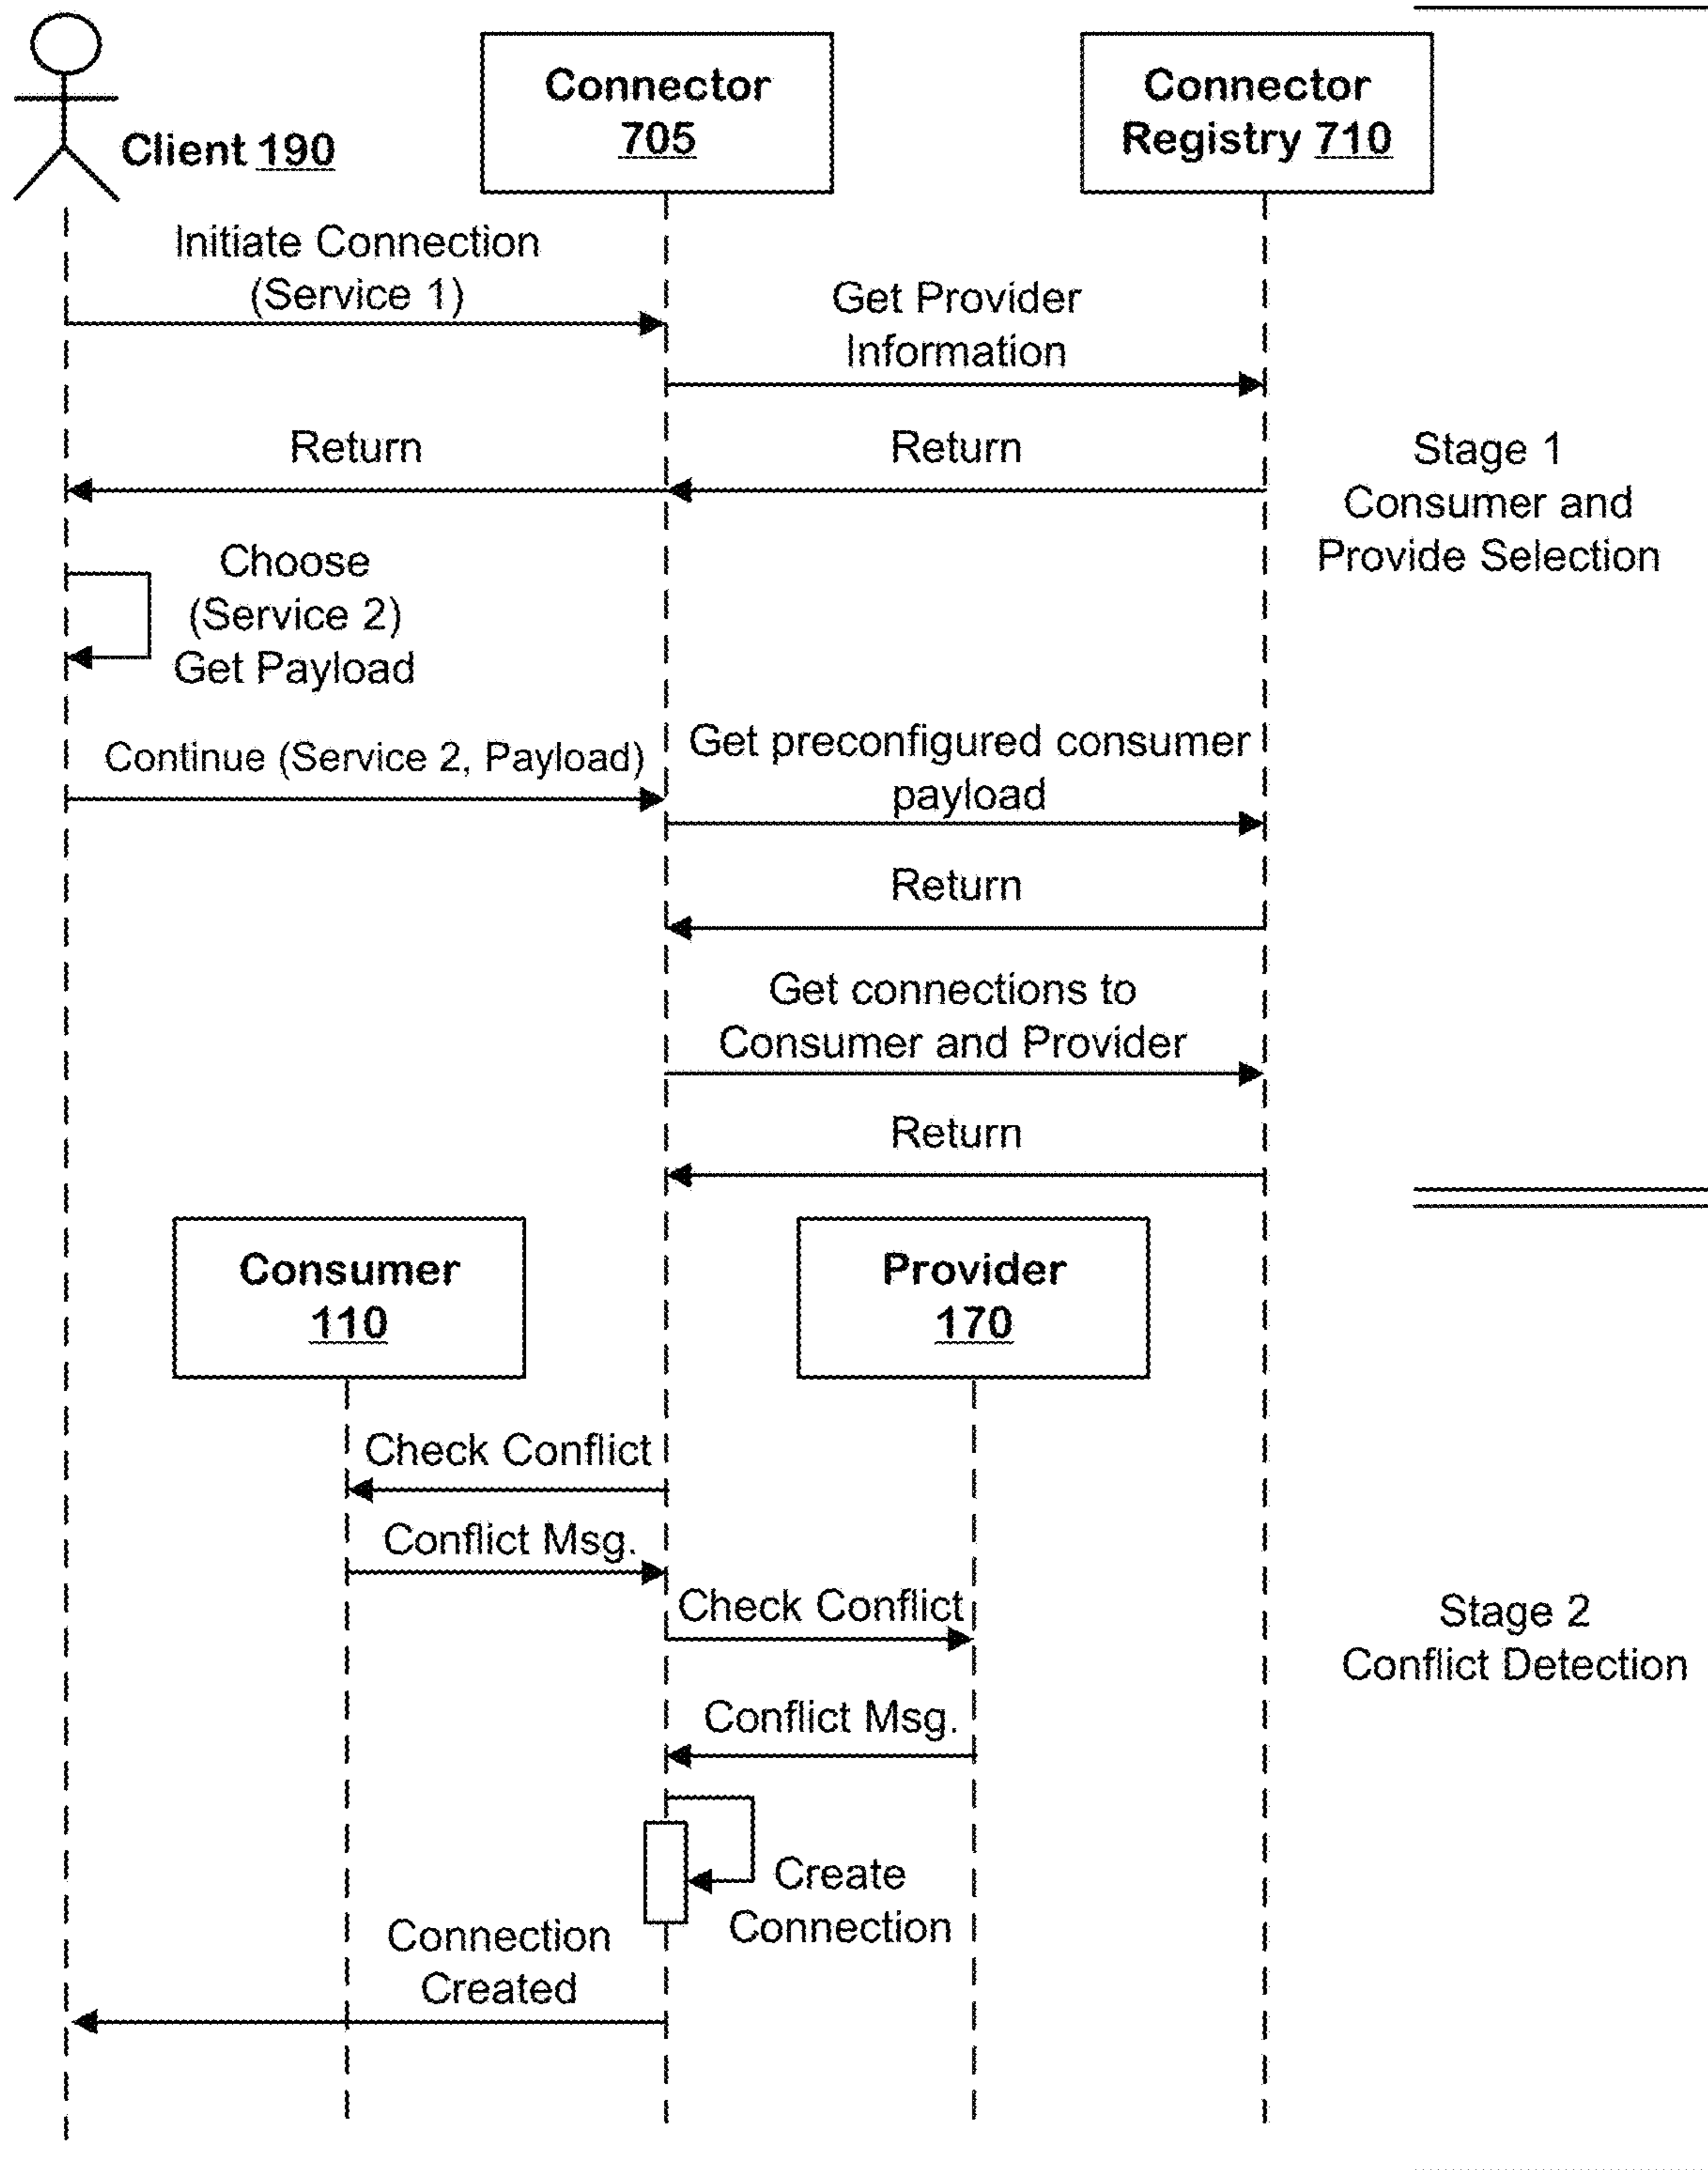 Client 190
Connector
705
Connector
Registry 710
Initiate Connection
(Service 1)
Get Provider
Information
Return
Return
Stage 1
Consumer and
Provide Selection
Choose
(Service 2)
Get Payload
Continue (Service 2, Payload)
Get preconfigured consumer
payload
Return
Get connections to
Consumer and Provider
Return
Consumer
110
Provider
170
Check Conflict
Conflict Msg.
Check Conflict
Stage 2
Conflict Detection
Conflict Msg.
Create
Connection
Connection
Created